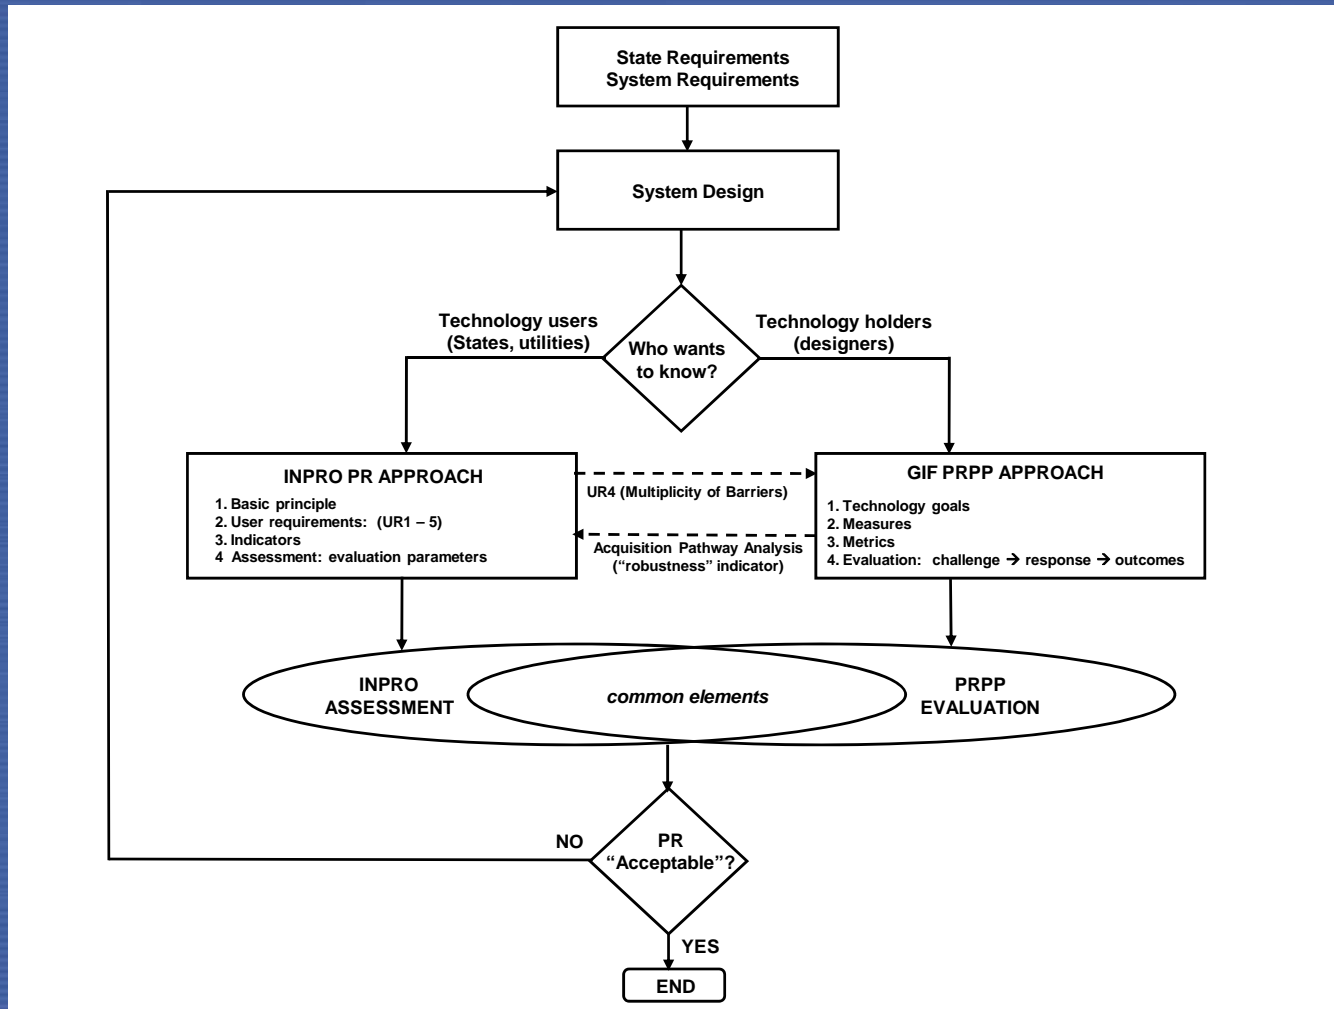 State Requirements
System Requirements
System Design
Technology users
(States, utilities)
Who wants
to know?
Technology holders
(designers)
INPRO PR APPROACH
1. Basic principle
2. User requirements: (UR1 – 5)
3. Indicators
4 Assessment: evaluation parameters
UR4 (Multiplicity of Barriers)
Acquisition Pathway Analysis
(“robustness” indicator)
GIF PRPP APPROACH
1. Technology goals
2. Measures
3. Metrics
4. Evaluation: challenge → response → outcomes
INPRO
ASSESSMENT
common elements
PRPP
EVALUATION
NO
PR
“Acceptable”?
YES
END